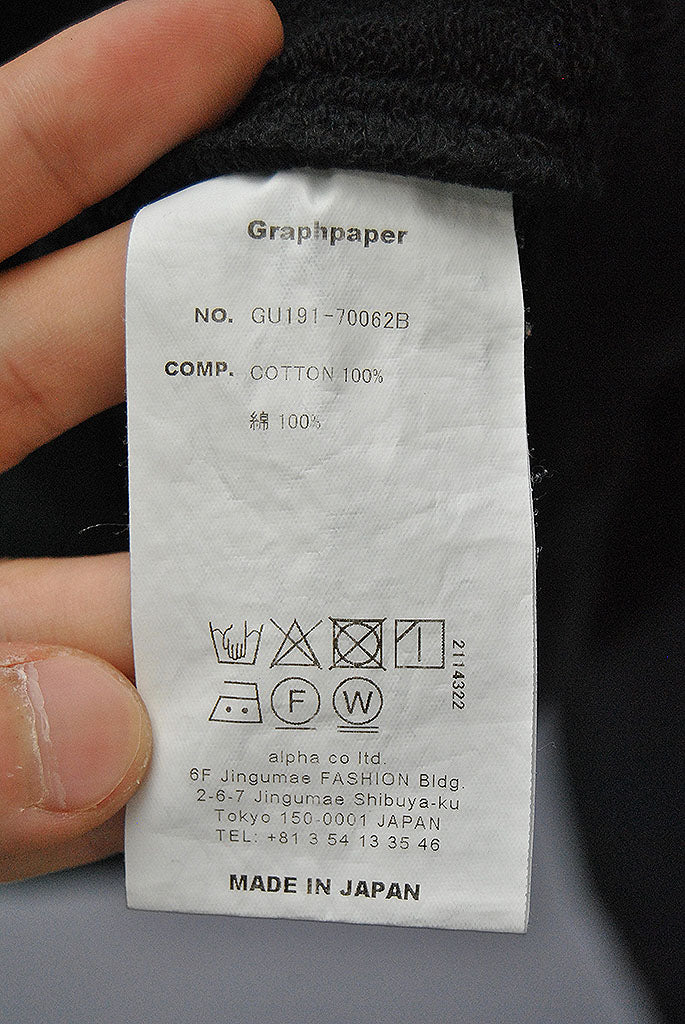 Graphpaper
NO. GU191-70062B
COMP. COTTON 100%
綿 100%
2114322
F W
alpha co ltd.
6F Jingumae FASHION Bldg.
2-6-7 Jingumae Shibuya-ku
Tokyo 150-0001 JAPAN
TEL: +81 3 54 13 35 46
MADE IN JAPAN